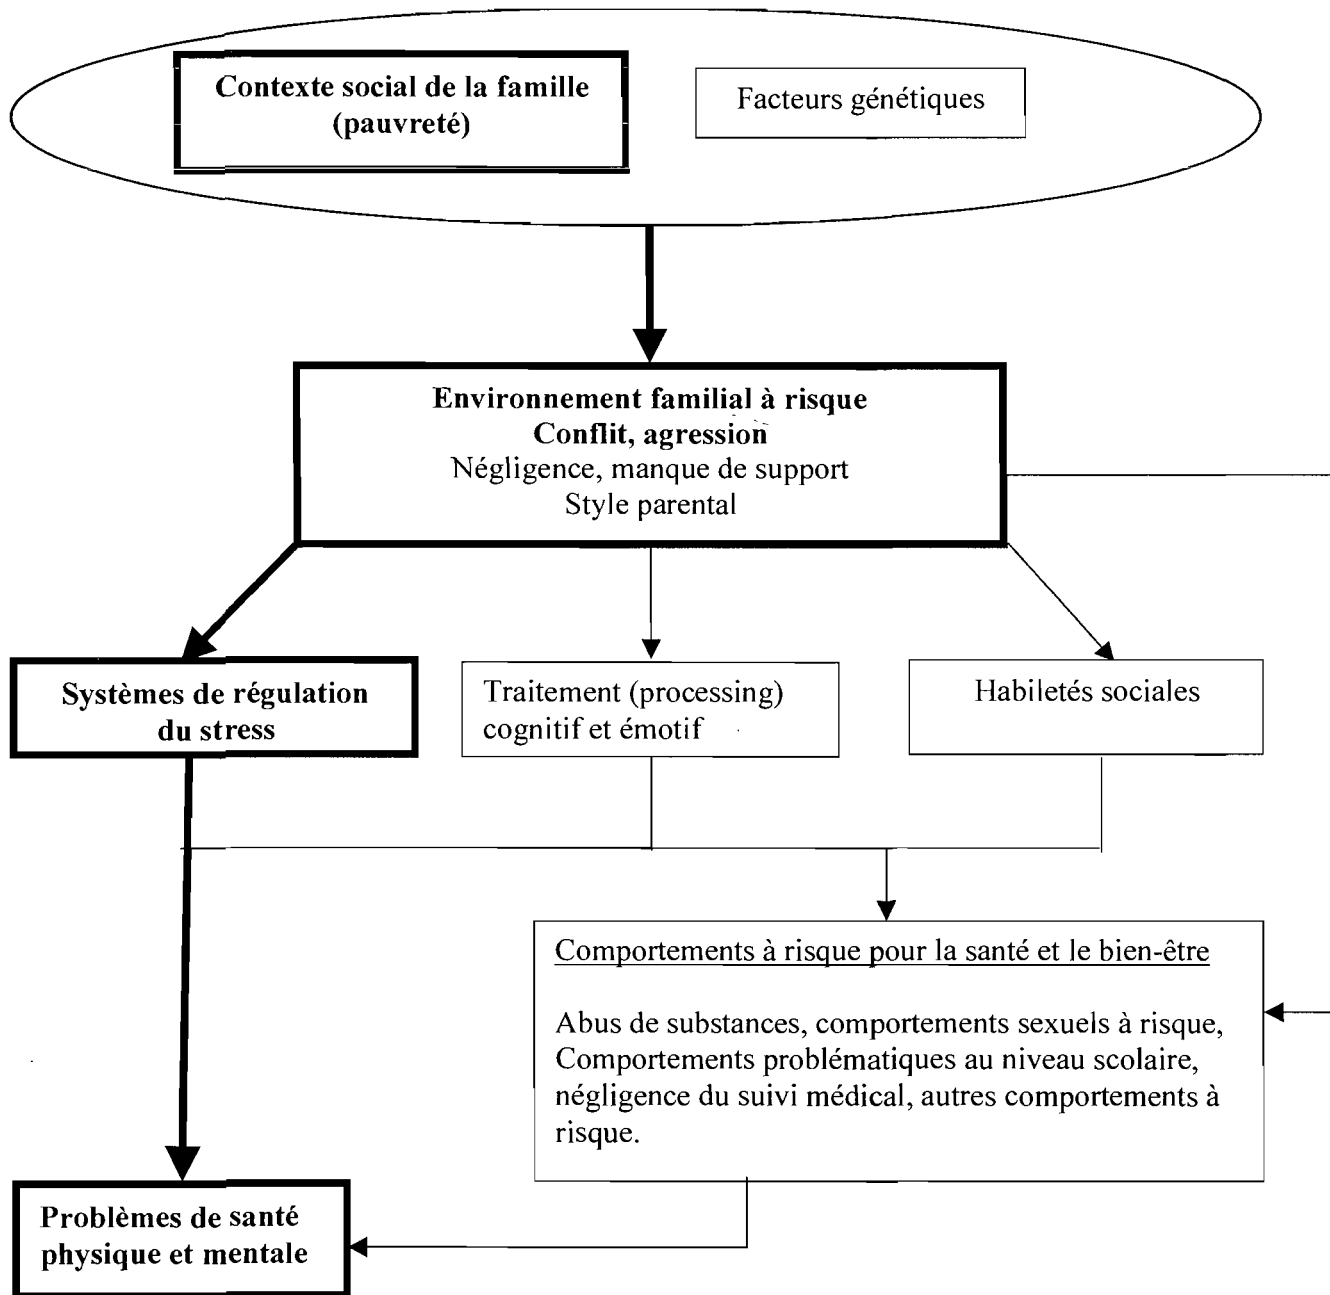 Contexte social de la famille
(pauvreté)
Facteurs génétiques
Environnement familial à risque
Conflit, agression
Négligence, manque de support
Style parental
Systèmes de régulation
du stress
Traitement (processing)
cognitif et émotif
Habiletés sociales
Comportements à risque pour la santé et le bien-être
Abus de substances, comportements sexuels à risque,
Comportements problématiques au niveau scolaire,
négligence du suivi médical, autres comportements à
risque.
Problèmes de santé
physique et mentale